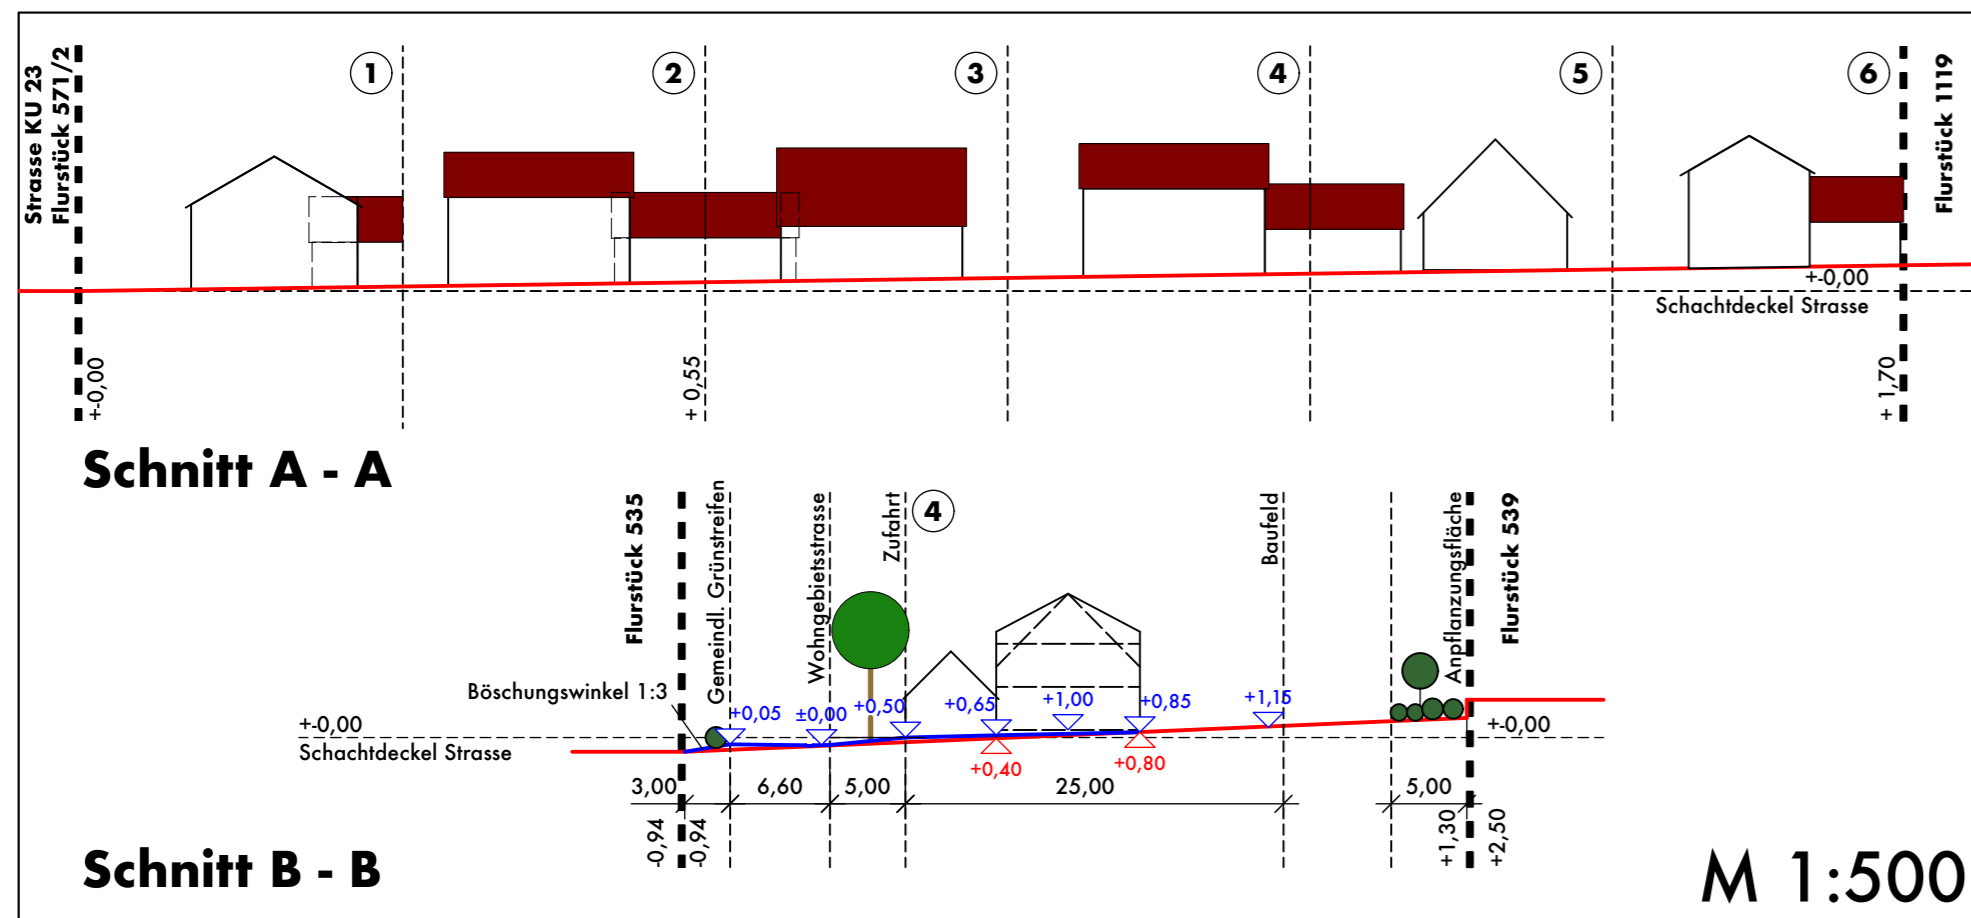 Strasse KU 23
Flurstück 571/2
1
2
3
4
5
6
Flurstück 1119
+-0,00
Schachtdeckel Strasse
+-0,00
+ 0,55
+ 1,70
Schnitt A - A
Flurstück 535
Gemeindl. Grünstreifen
Wohngebietsstrasse
Zufahrt
4
Baufeld
Anpflanzungsfläche
Flurstück 539
Böschungswinkel 1:3
+-0,00
Schachtdeckel Strasse
+0,05
±0,00
+0,50
+0,65
+1,00
+0,85
+1,15
+-0,00
+0,40
+0,80
3,00
6,60
5,00
25,00
5,00
-0,94
-0,94
+1,30
+2,50
Schnitt B - B
M 1:500